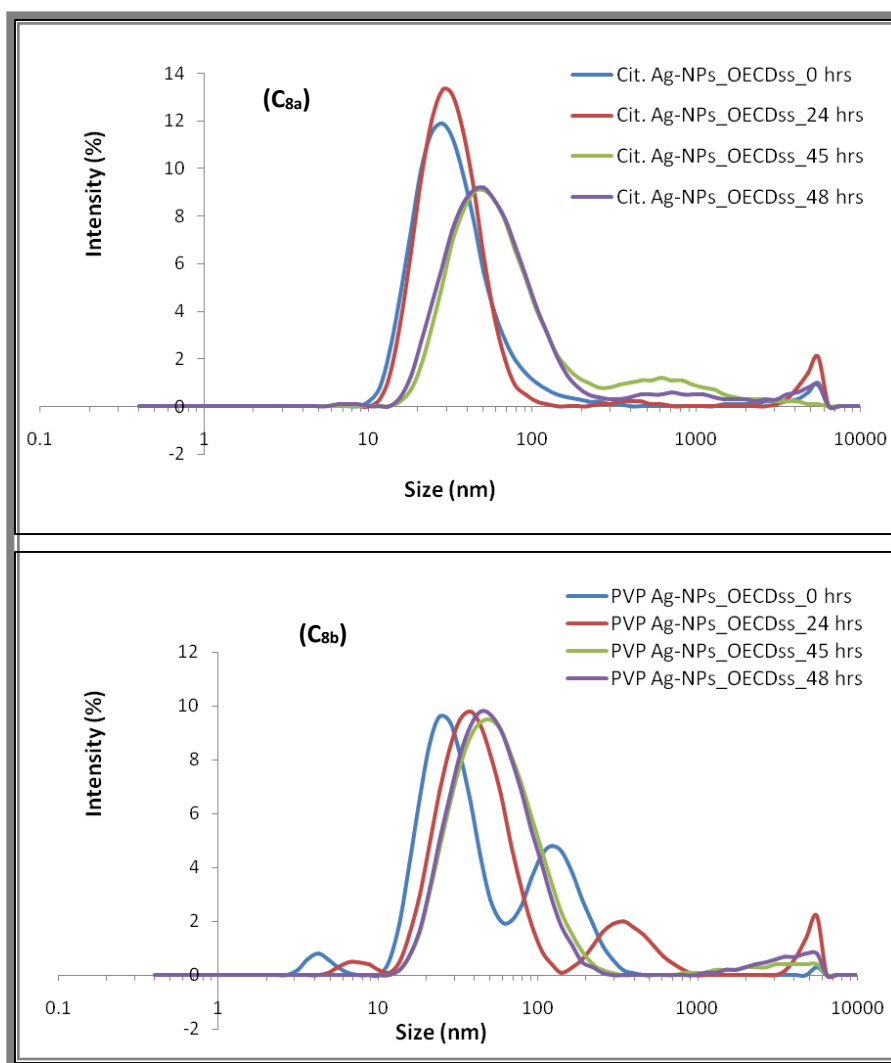 (C8a)
Cit. Ag-NPs_OECDss_0 hrs
Cit. Ag-NPs_OECDss_24 hrs
Cit. Ag-NPs_OECDss_45 hrs
Cit. Ag-NPs_OECDss_48 hrs
Intensity (%)
14
12
10
8
6
4
2
0
-2
0.1 1 10 100 1000 10000
Size (nm)
(C8b)
PVP Ag-NPs_OECDss_0 hrs
PVP Ag-NPs_OECDss_24 hrs
PVP Ag-NPs_OECDss_45 hrs
PVP Ag-NPs_OECDss_48 hrs
Intensity (%)
12
10
8
6
4
2
0
-2
0.1 1 10 100 1000 10000
Size (nm)